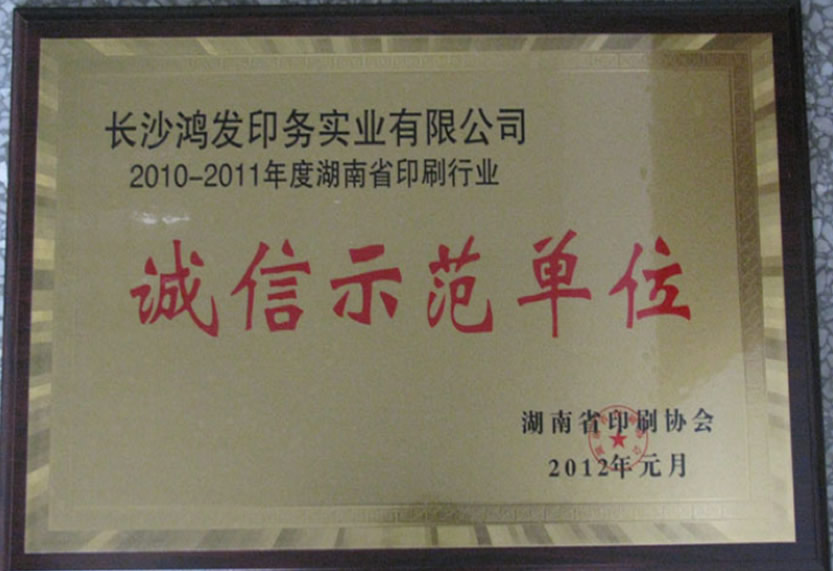 长沙鸿发印务实业有限公司
2010-2011年度湖南省印刷行业
诚信示范单位
湖南省印刷协会
2012年元月